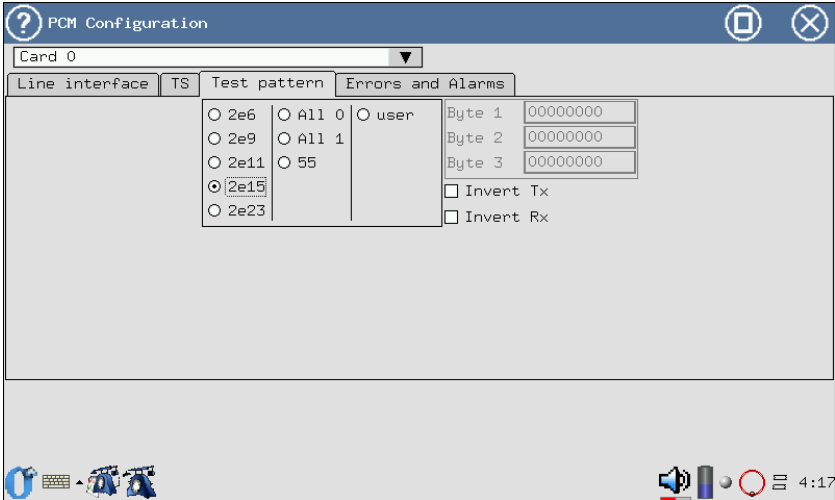 ? PCM Configuration
Card 0
Line interface TS Test pattern Errors and Alarms
2e6 All 0 user Byte 1 00000000
2e9 All 1 Byte 2 00000000
2e11 55 Byte 3 00000000
2e15 Invert Tx
2e23 Invert Rx
4:17